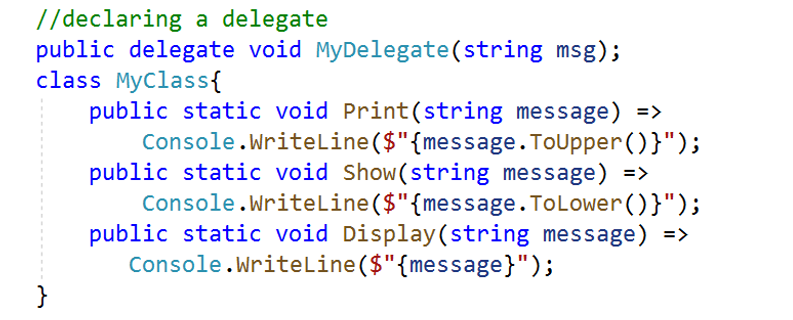 //declaring a delegate
public delegate void MyDelegate(string msg);
class MyClass{
    public static void Print(string message) =>
        Console.WriteLine($"{message.ToUpper()}");
    public static void Show(string message) =>
        Console.WriteLine($"{message.ToLower()}");
    public static void Display(string message) =>
       Console.WriteLine($"{message}");
}